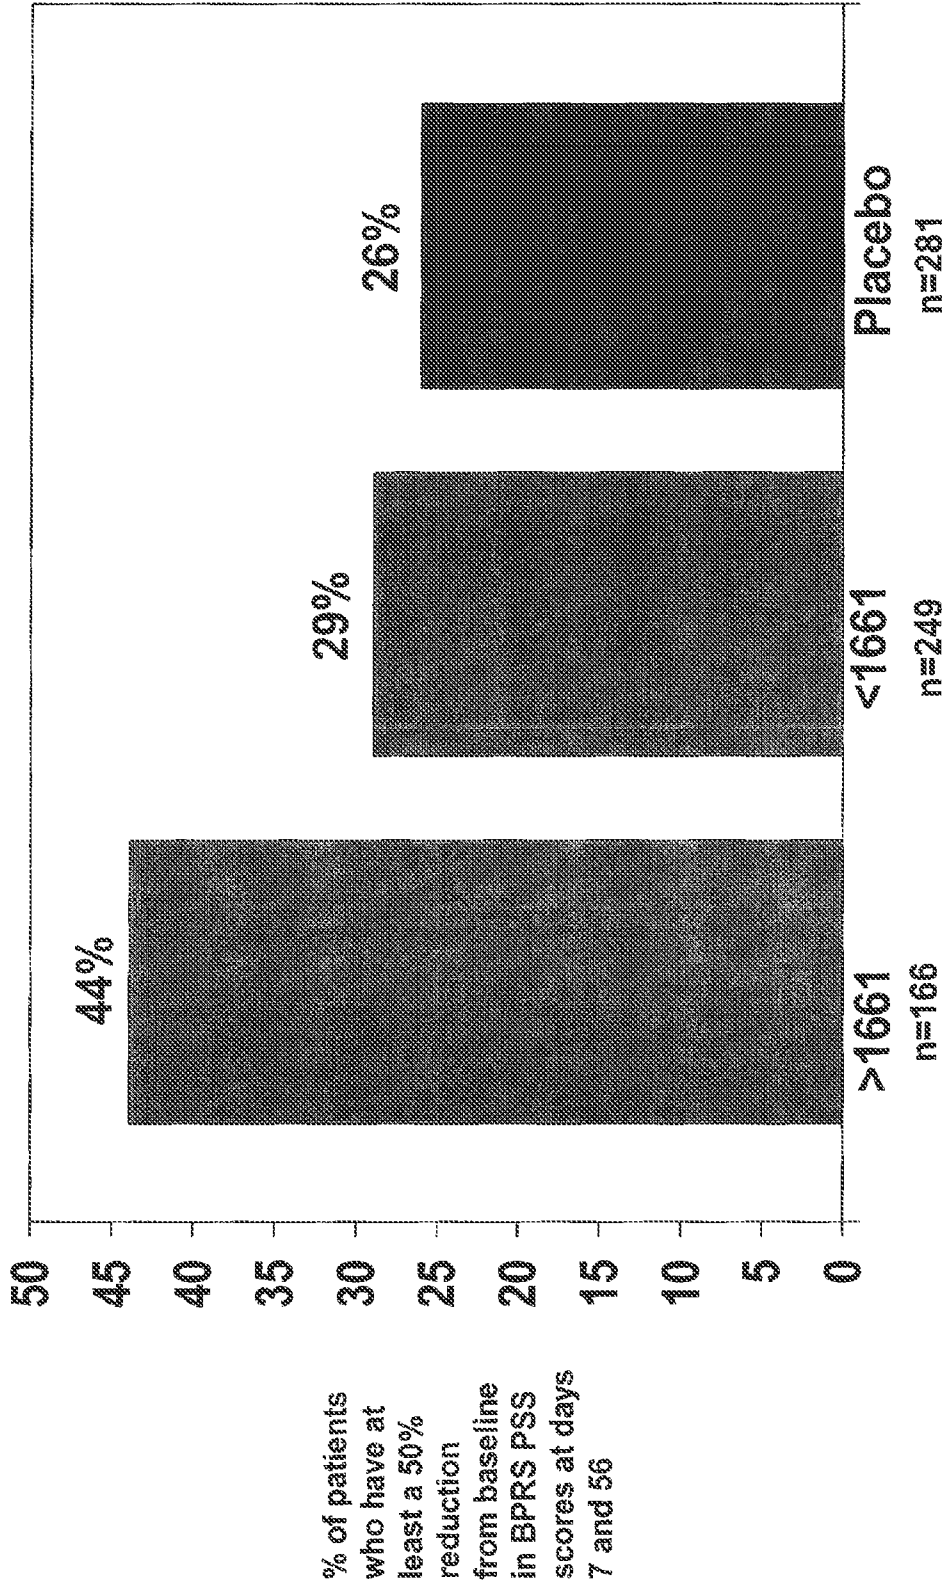 % of patients
who have at
least a 50%
reduction
from baseline
in BPRS PSS
scores at days
7 and 56
50
45
40
35
30
25
20
15
10
5
0
44%
29%
26%
>1661
n=166
<1661
n=249
Placebo
n=281